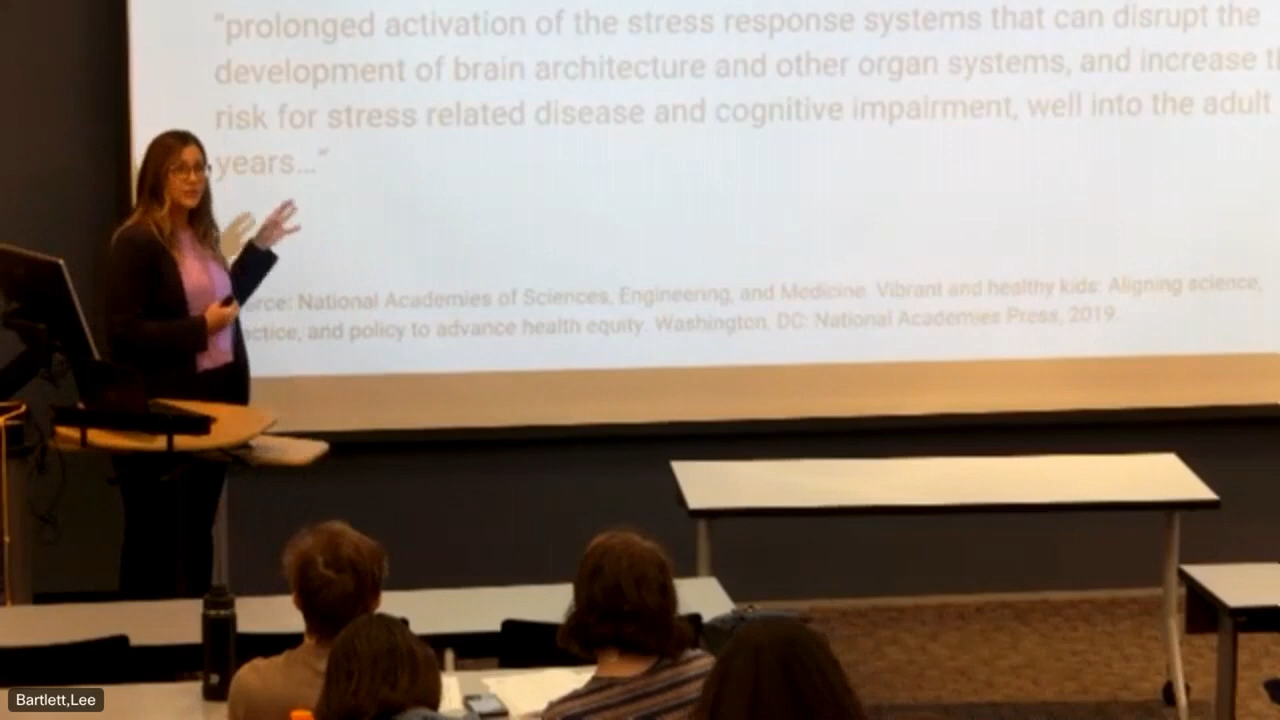 "prolonged activation of the stress response systems that can disrupt the
development of brain architecture and other organ systems, and increase
risk for stress related disease and cognitive impairment, well into the adult
years..."
National Academies of Sciences, Engineering, and Medicine. Vibrant and healthy kids: Aligning science,
and policy to advance health equity. Washington, DC: National Academies Press, 2019.
Bartlett,Lee